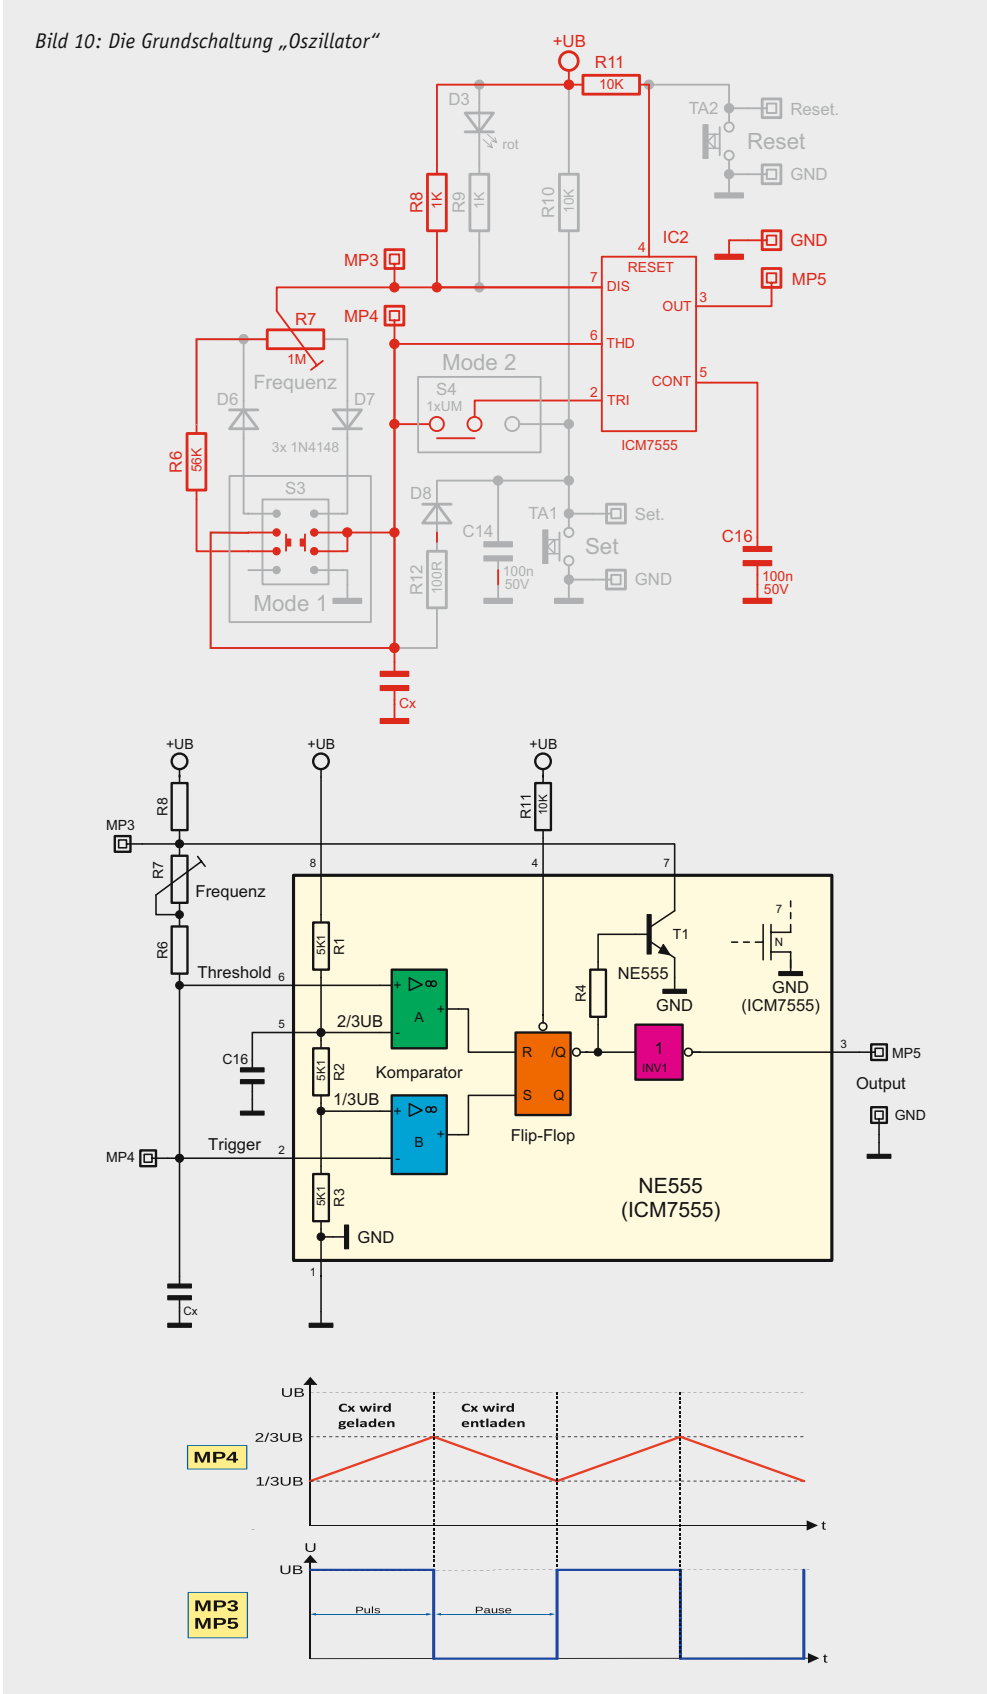 Bild 10: Die Grundschaltung „Oszillator“
+UB
R11
10K
D3
rot
TA2
Reset.
Reset
GND
R8
1K
R9
1K
R10
10K
IC2
4
RESET
GND
MP3
7
DIS
MP5
OUT
3
MP4
R7
1M
6
THD
Frequenz
Mode 2
CONT
5
S4
1xUM
2
TRI
D6
D7
3x 1N4148
ICM7555
R6
56K
S3
D8
C14
TA1
Set.
Set
C16
R12
100R
100n
50V
GND
100n
50V
Mode 1
Cx
+UB
+UB
+UB
R8
R11
10K
MP3
8
4
7
R7
Frequenz
R6
5K1
R1
T1
7
N
NE555
GND
GND
(ICM7555)
R4
Threshold
6
+
▷∞
A
+
-
5
2/3UB
C16
5K1
R2
Komparator
R
/Q
S
Q
Flip-Flop
1
INV1
3
MP5
Output
GND
1/3UB
+
▷∞
B
+
-
MP4
Trigger
2
5K1
R3
GND
NE555
(ICM7555)
1
Cx
UB
Cx wird
geladen
Cx wird
entladen
2/3UB
MP4
1/3UB
t
U
UB
MP3
MP5
Puls
Pause
t